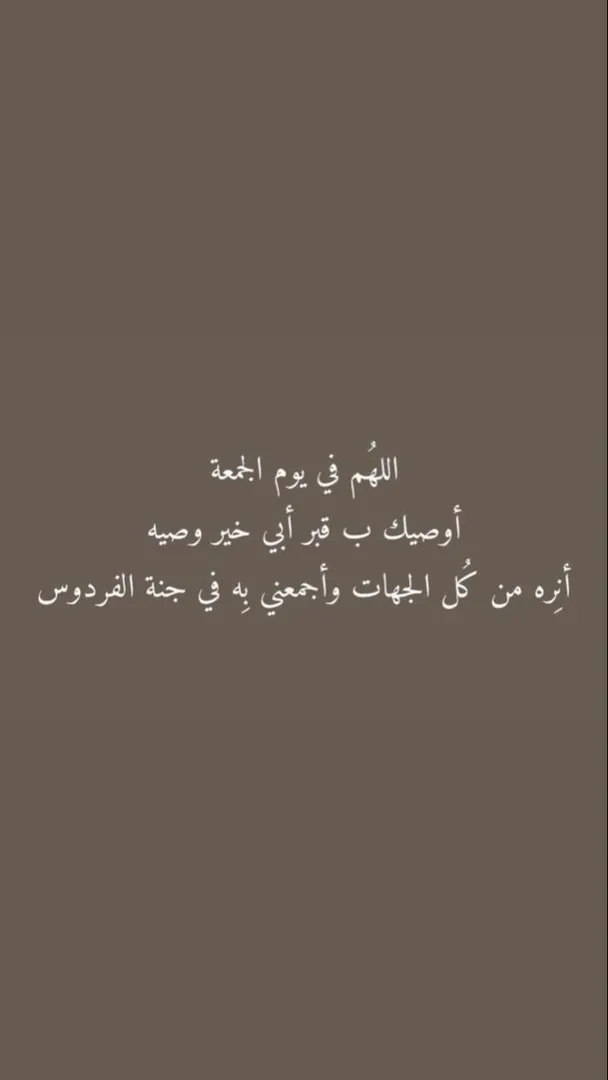 اللهُم في يوم الجمعة
أوصيك ب قبر أبي خير وصيه
أنِره من كُل الجهات وأجمعني بِه في جنة الفردوس